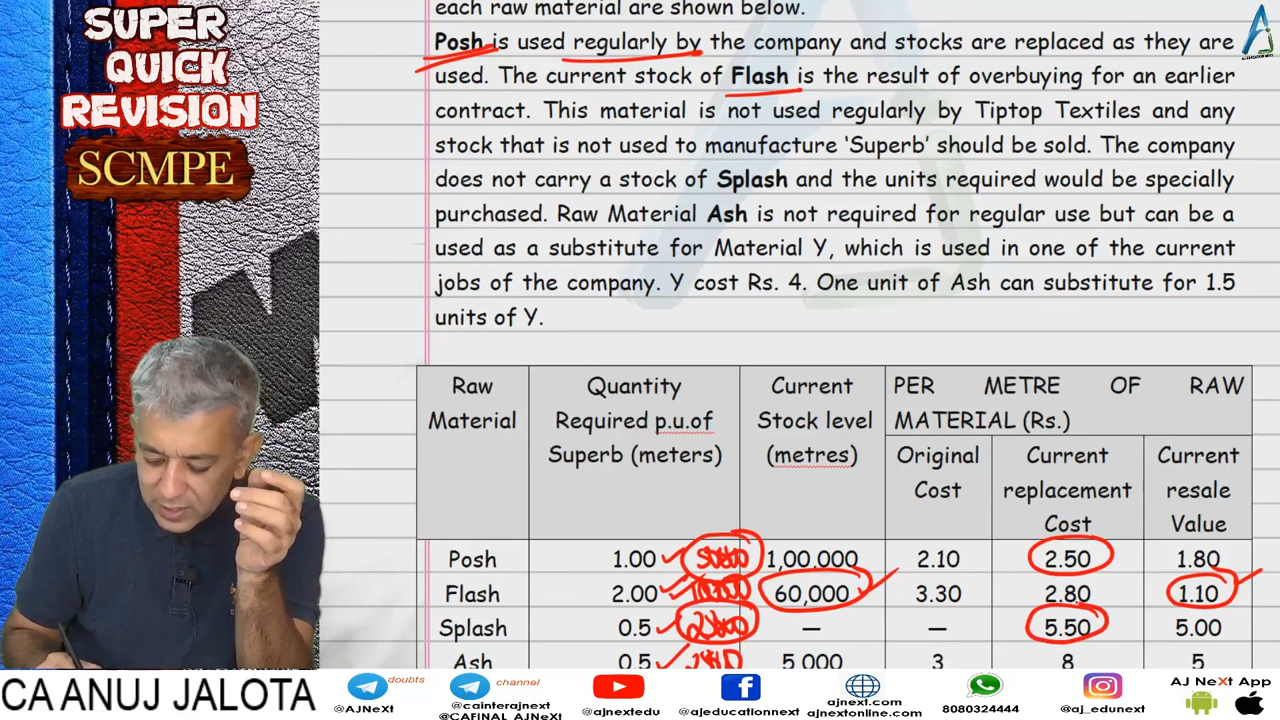 SUPER
QUICK
REVISION
SCMPE
each raw material are shown below.
Posh is used regularly by the company and stocks are replaced as they are
used. The current stock of Flash is the result of overbuying for an earlier
contract. This material is not used regularly by Tiptop Textiles and any
stock that is not used to manufacture ‘Superb’ should be sold. The company
does not carry a stock of Splash and the units required would be specially
purchased. Raw Material Ash is not required for regular use but can be a
used as a substitute for Material Y, which is used in one of the current
jobs of the company. Y cost Rs. 4. One unit of Ash can substitute for 1.5
units of Y.
Raw Material
Quantity Required p.u.of Superb (meters)
Current Stock level (metres)
PER METRE OF RAW MATERIAL (Rs.)
Original Cost
Current replacement Cost
Current resale Value
Posh 1.00 1,00,000 2.10 2.50 1.80
Flash 2.00 60,000 3.30 2.80 1.10
Splash 0.5 — — 5.50 5.00
Ash 0.5 5,000 3 8 5
CA ANUJ JALOTA
doubts
@AJNeXt
channel
@cainterajnext
@CAFINAL_AJNeXt
@ajnextedu
@ajeducationnext
ajnext.com
ajnextonline.com
8080324444
@aj_edunext
AJ NeXt App